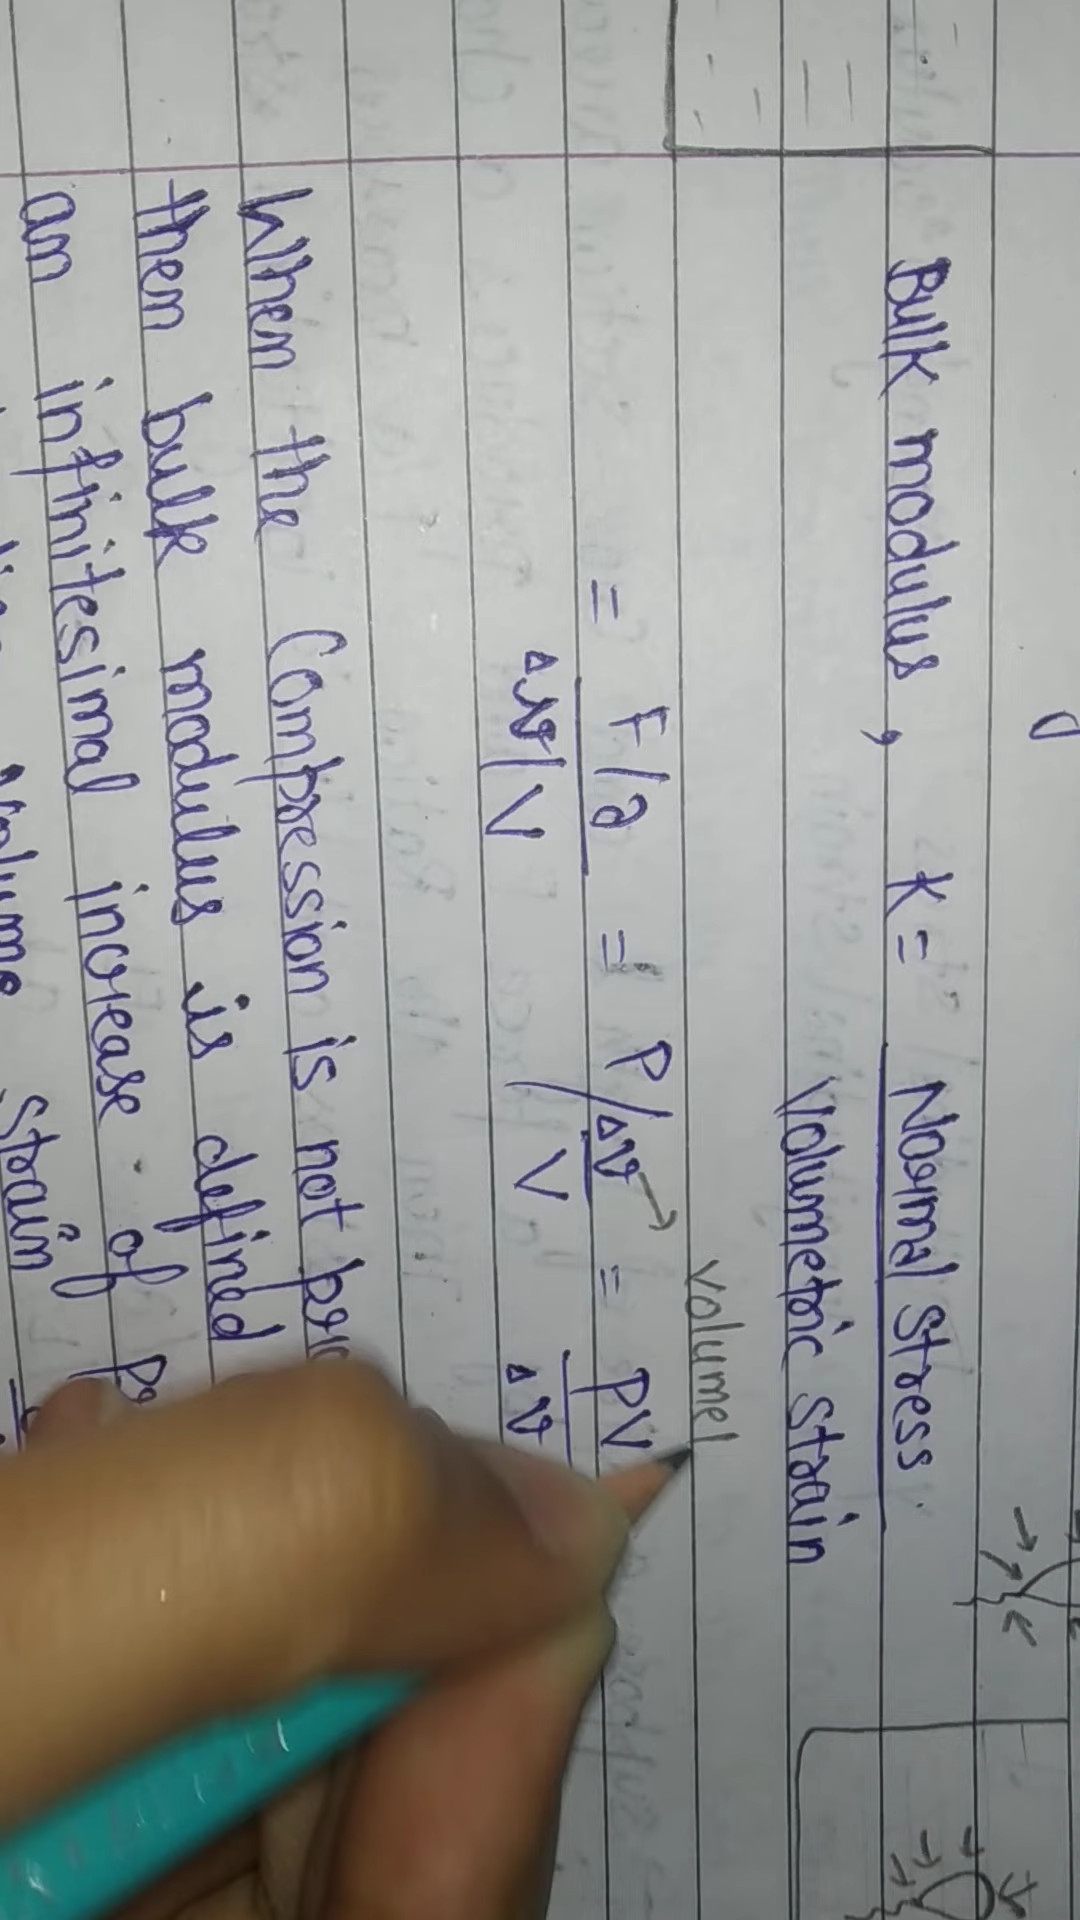 Bulk modulus, K = Normal Stress
Volumetric Strain
volume
= F/a = P/Δv = PV
Δv/V V Δv
When the Compression is not
then bulk modulus is defined
an infinitesimal increase of
Volume Strain